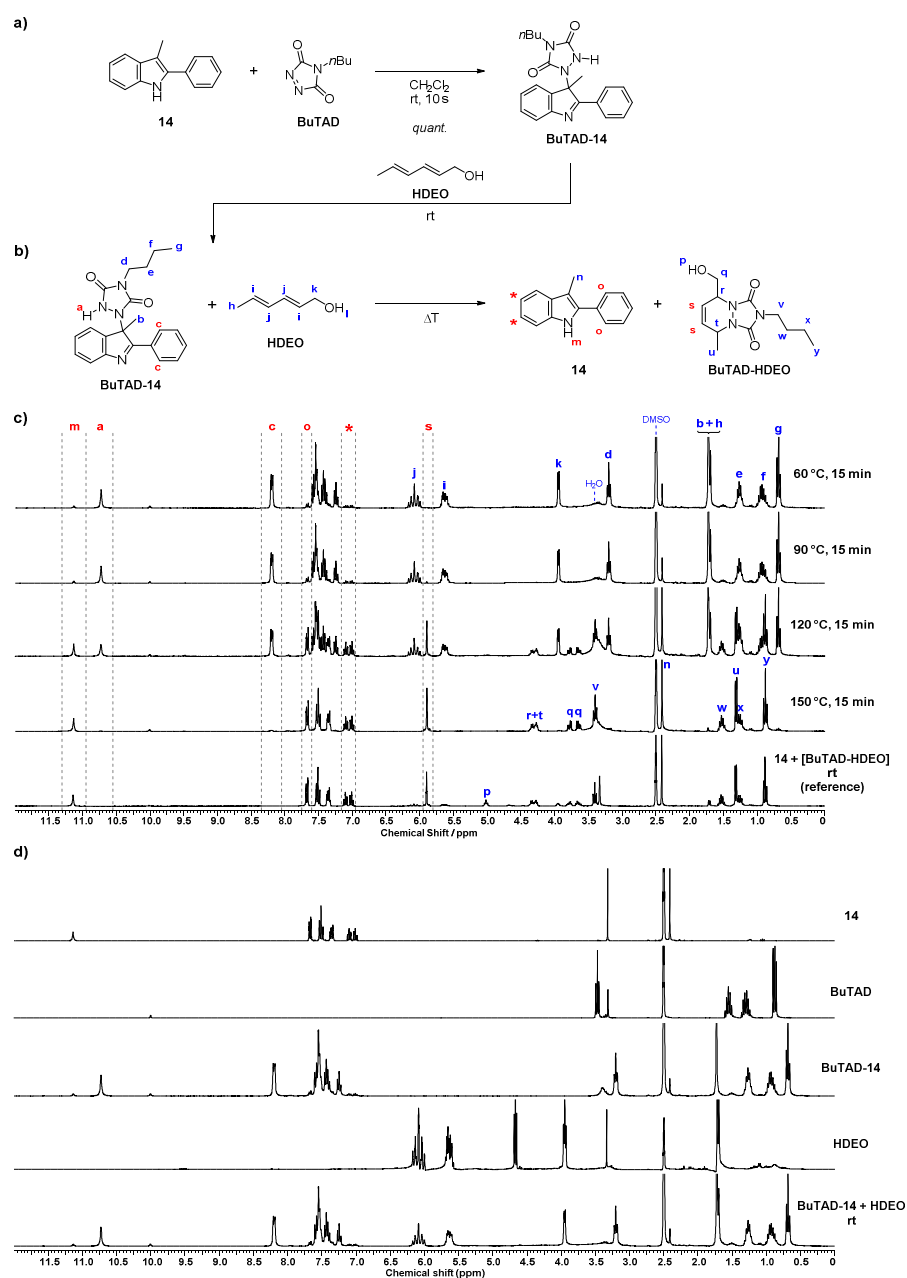 a)
14
+
BuTAD
CH2Cl2
rt, 10 s
quant.
BuTAD-14
N
H
N
N
N
O
O
nBu
nBu
N
O
O
N
N
H
N
OH
HDEO
rt
b)
d
f
g
e
N
O
O
N
N
H
a
b
c
c
N
BuTAD-14
+
h
i
j
j
i
k
OH
l
HDEO
ΔT
n
o
o
*
*
N
H
m
14
+
p
HO
q
r
s
s
t
u
N
N
N
O
O
v
w
x
y
BuTAD-HDEO
c)
m
a
c
o
*
s
j
i
k
H2O
d
DMSO
b + h
e
f
g
60 °C, 15 min
90 °C, 15 min
120 °C, 15 min
r+t
q
q
v
n
w
u
x
y
150 °C, 15 min
p
14 + [BuTAD-HDEO]
rt
(reference)
11.5 11.0 10.5 10.0 9.5 9.0 8.5 8.0 7.5 7.0 6.5 6.0 5.5 5.0 4.5 4.0 3.5 3.0 2.5 2.0 1.5 1.0 0.5 0
Chemical Shift / ppm
d)
14
BuTAD
BuTAD-14
HDEO
BuTAD-14 + HDEO
rt
11.5 11.0 10.5 10.0 9.5 9.0 8.5 8.0 7.5 7.0 6.5 6.0 5.5 5.0 4.5 4.0 3.5 3.0 2.5 2.0 1.5 1.0 0.5 0
Chemical shift (ppm)